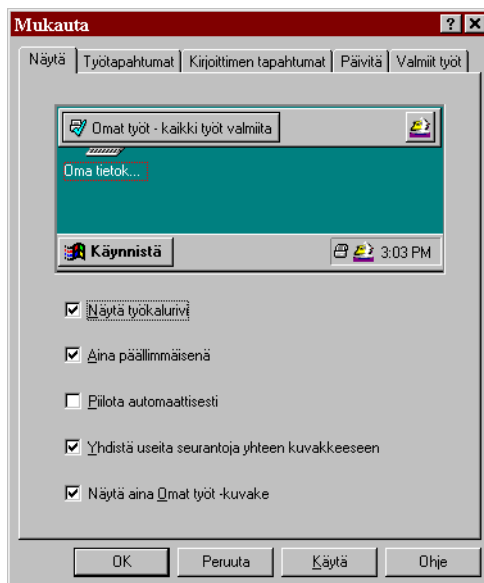 Mukauta
Näytä Työtapahtumat Kirjoittimen tapahtumat Päivitä Valmiit työt
Omat työt - kaikki työt valmiita
Oma tietok...
Käynnistä 3:03 PM
Näytä työkalurivi
Aina päällimmäisenä
Piilota automaattisesti
Yhdistä useita seurantoja yhteen kuvakkeeseen
Näytä aina Omat työt -kuvake
OK Peruuta Käytä Ohje